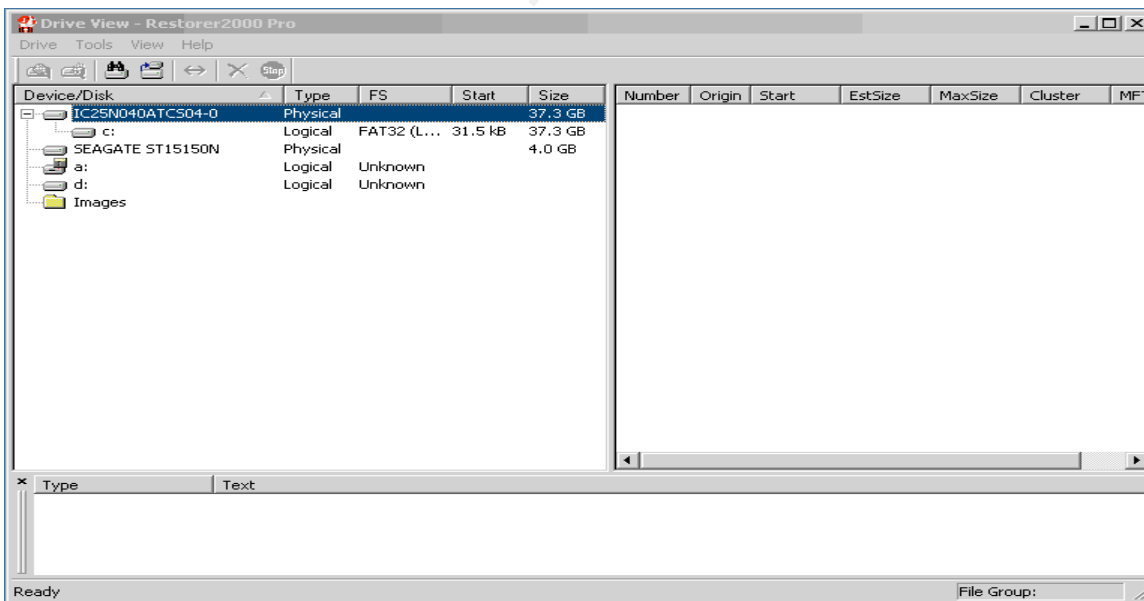 Drive View - Restorer2000 Pro
Drive Tools View Help
Stop
Device/Disk Type FS Start Size Number Origin Start EstSize MaxSize Cluster MFT
IC25N040ATCS04-0 Physical 37.3 GB
c: Logical FAT32 (L... 31.5 kB 37.3 GB
SEAGATE ST15150N Physical 4.0 GB
a: Logical Unknown
d: Logical Unknown
Images
Type Text
Ready File Group: